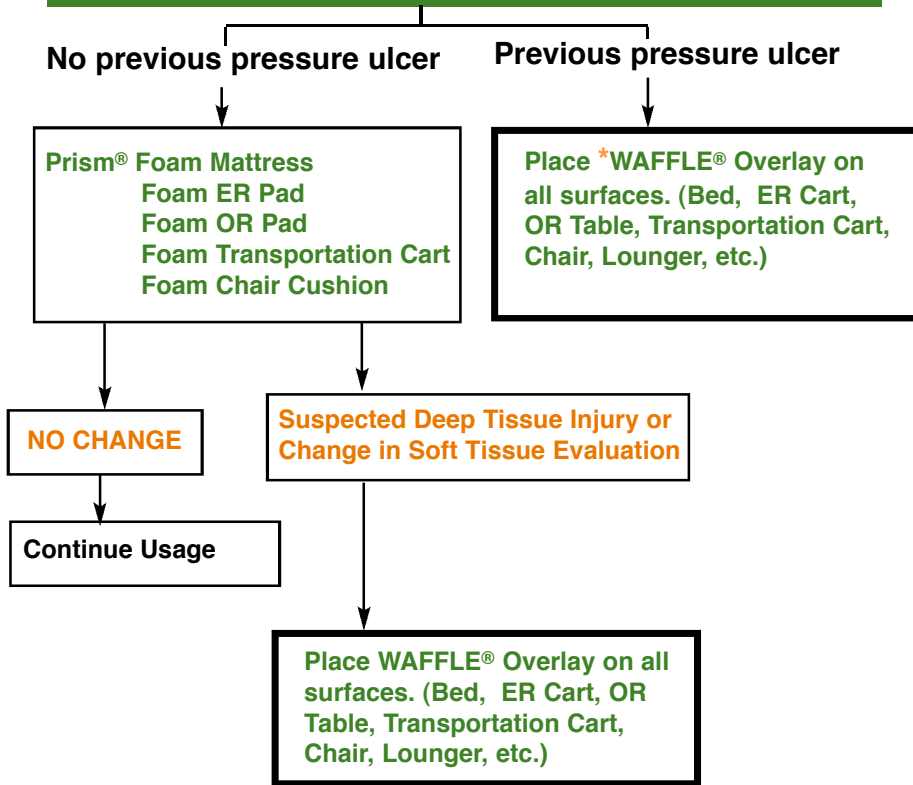 No previous pressure ulcer
Previous pressure ulcer
Prism® Foam Mattress
Foam ER Pad
Foam OR Pad
Foam Transportation Cart
Foam Chair Cushion
Place *WAFFLE® Overlay on
all surfaces. (Bed, ER Cart,
OR Table, Transportation Cart,
Chair, Lounger, etc.)
NO CHANGE
Suspected Deep Tissue Injury or
Change in Soft Tissue Evaluation
Continue Usage
Place WAFFLE® Overlay on all
surfaces. (Bed, ER Cart, OR
Table, Transportation Cart,
Chair, Lounger, etc.)